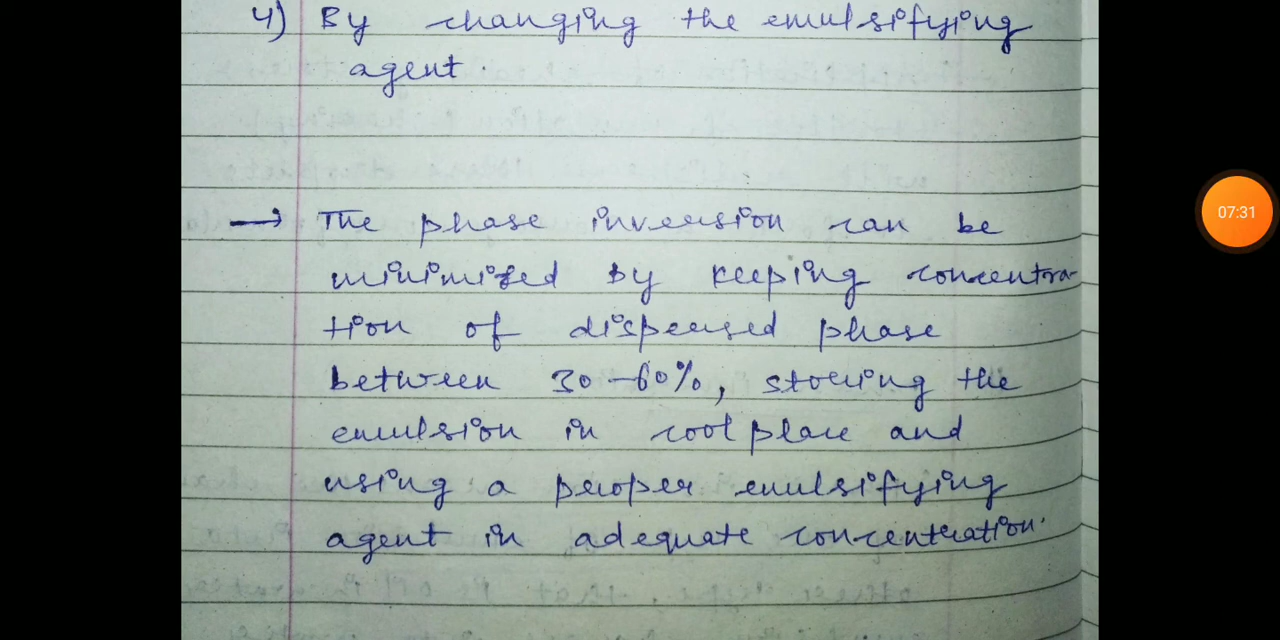 4) By changing the emulsifying
agent.
→ The phase inversion can be
minimized by keeping concentra-
tion of dispersed phase
between 30-60%, storing the
emulsion in cool place and
using a proper emulsifying
agent in adequate concentration.
07:31